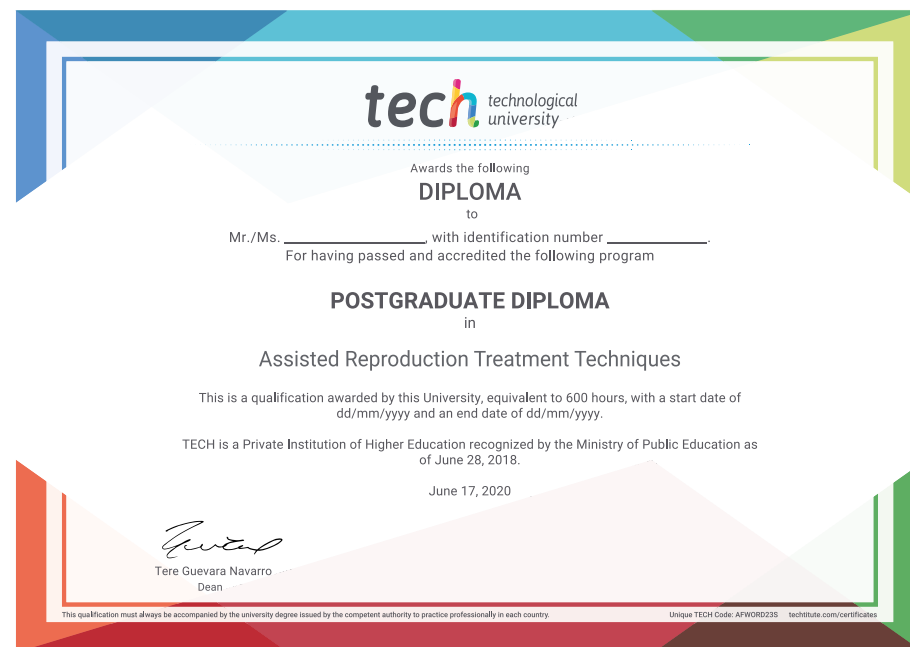 tech technological
university
Awards the following
DIPLOMA
to
Mr./Ms. ____________, with identification number ____________.
For having passed and accredited the following program
POSTGRADUATE DIPLOMA
in
Assisted Reproduction Treatment Techniques
This is a qualification awarded by this University, equivalent to 600 hours, with a start date of
dd/mm/yyyy and an end date of dd/mm/yyyy.
TECH is a Private Institution of Higher Education recognized by the Ministry of Public Education as
of June 28, 2018.
June 17, 2020
Tere Guevara Navarro
Dean
This qualification must always be accompanied by the university degree issued by the competent authority to practice professionally in each country.
Unique TECH Code: AFWORD23S techtitute.com/certificates